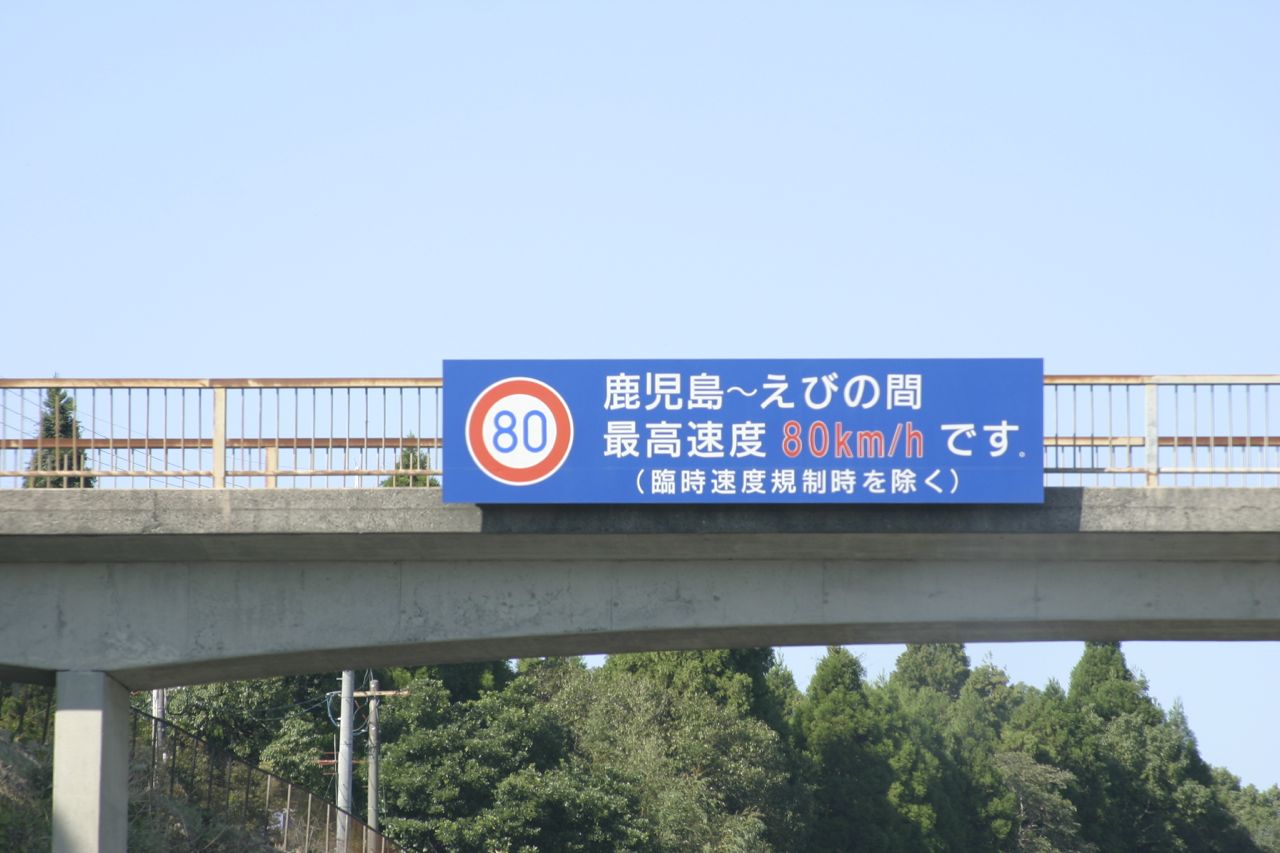 80
鹿児島～えびの間
最高速度 80km/h です。
（臨時速度規制時を除く）